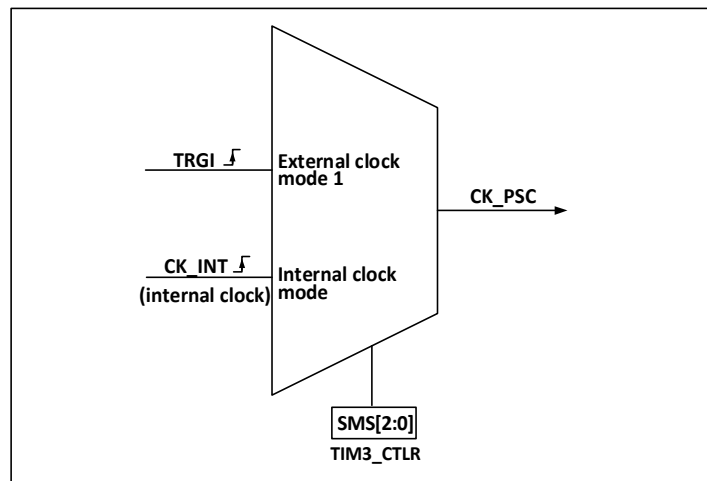 TRGI
External clock
mode 1
CK_PSC
CK_INT
(internal clock)
Internal clock
mode
SMS[2:0]
TIM3_CTLR